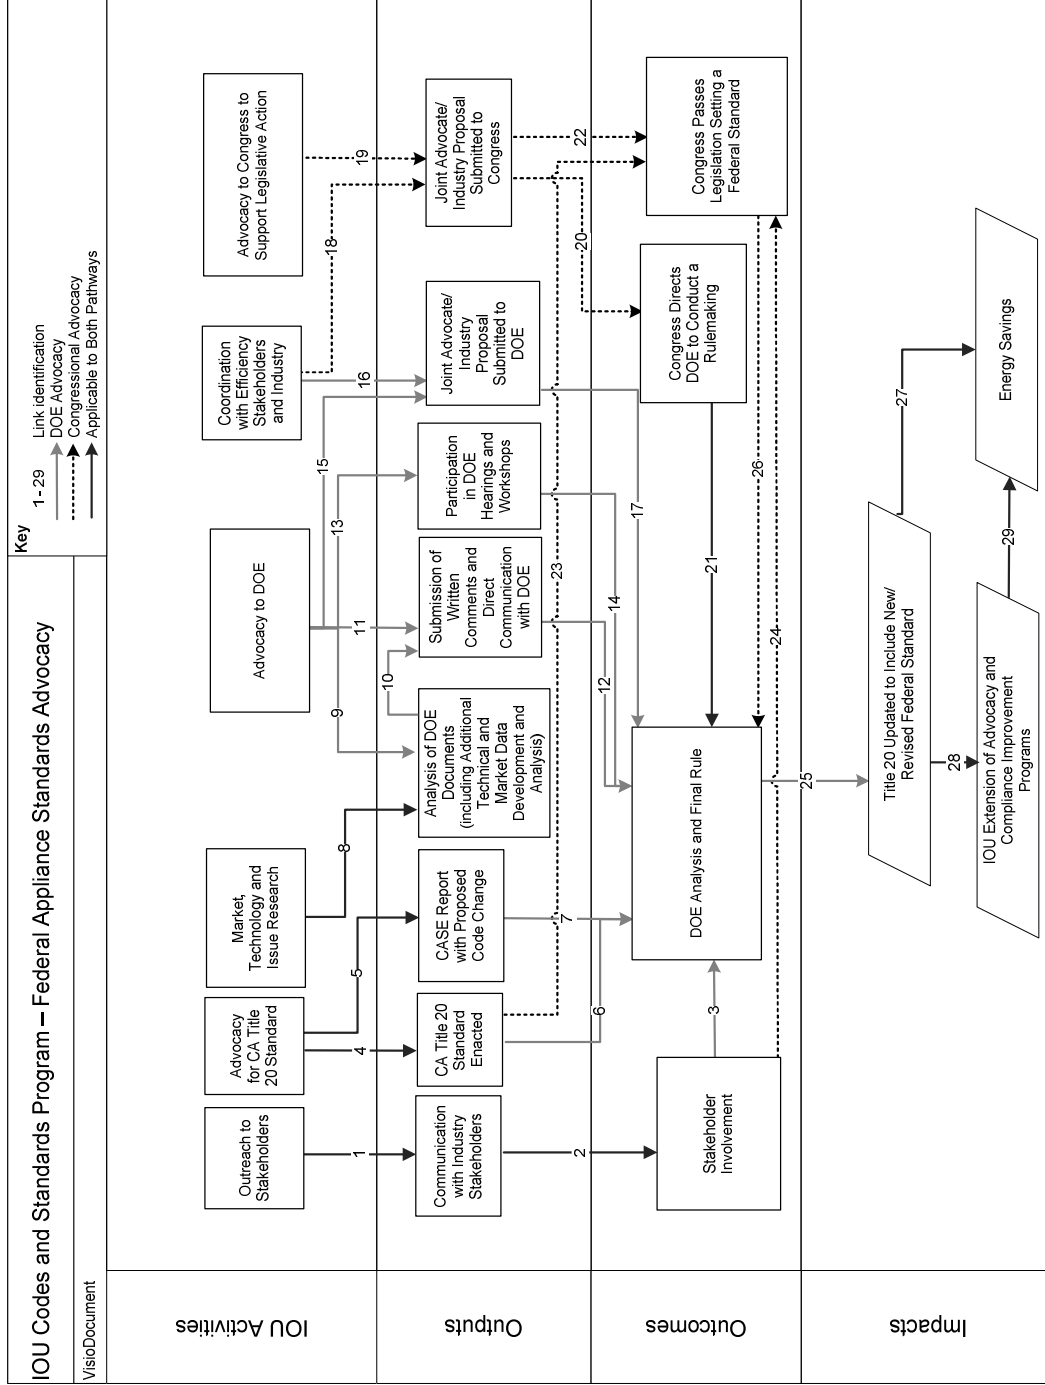 IOU Codes and Standards Program – Federal Appliance Standards Advocacy
VisioDocument
Key
1 - 29
Link identification
DOE Advocacy
Congressional Advocacy
Applicable to Both Pathways
IOU Activities
Outreach to
Stakeholders
Advocacy
for CA Title
20 Standard
Market,
Technology and
Issue Research
Advocacy to DOE
Coordination
with Efficiency
Stakeholders
and Industry
Advocacy to Congress to
Support Legislative Action
1
4
5
8
9
11
13
15
16
18
19
Outputs
Communication
with Industry
Stakeholders
CA Title 20
Standard
Enacted
CASE Report
with Proposed
Code Change
Analysis of DOE
Documents
(including Additional
Technical and
Market Data
Development and
Analysis)
10
Submission of
Written
Comments and
Direct
Communication
with DOE
Participation
in DOE
Hearings and
Workshops
Joint Advocate/
Industry
Proposal
Submitted to
DOE
Joint Advocate/
Industry Proposal
Submitted to
Congress
2
6
7
23
12
14
17
20
22
Outcomes
Stakeholder
Involvement
3
DOE Analysis and Final Rule
21
Congress Directs
DOE to Conduct a
Rulemaking
Congress Passes
Legislation Setting a
Federal Standard
26
24
25
Impacts
Title 20 Updated to Include New/
Revised Federal Standard
27
28
IOU Extension of Advocacy and
Compliance Improvement
Programs
29
Energy Savings